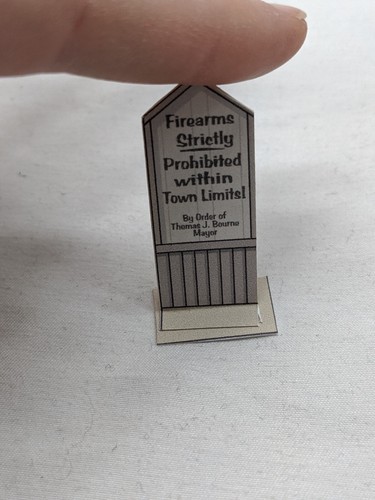 Firearms
Strictly
Prohibited
within
Town Limits!
By Order of
Thomas J. Bourne
Mayor